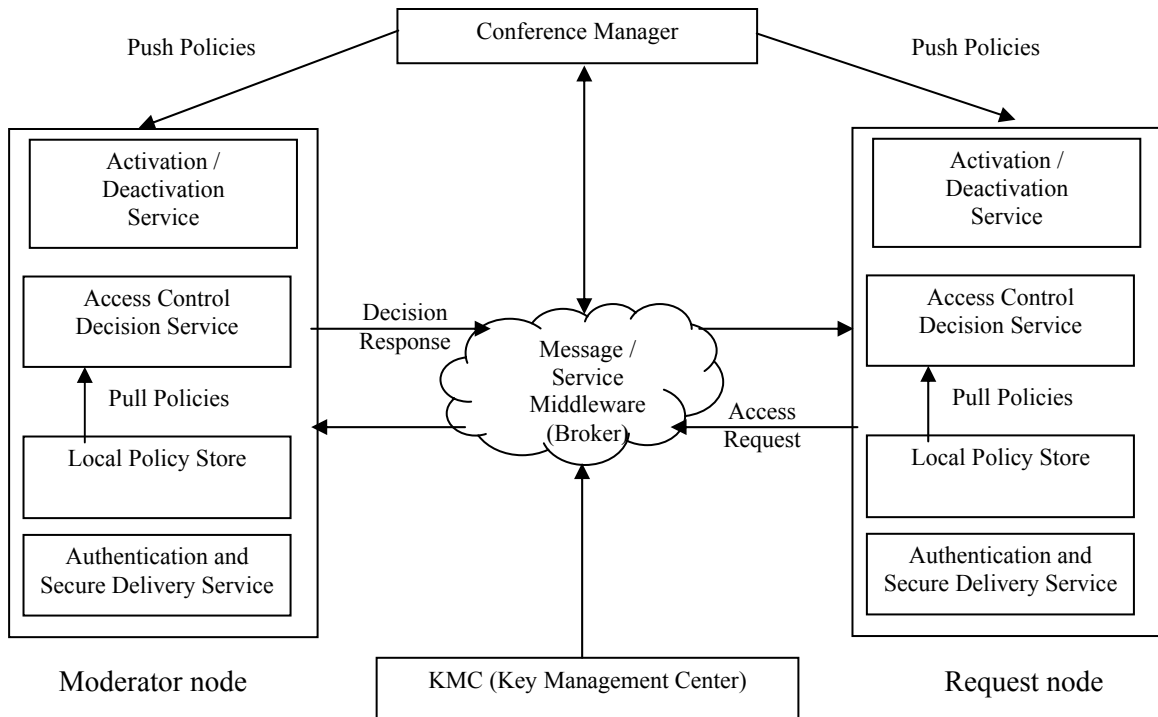 Conference Manager
Push Policies
Push Policies
Activation /
Deactivation
Service
Access Control
Decision Service
Pull Policies
Local Policy Store
Authentication and
Secure Delivery Service
Moderator node
Decision
Response
Message /
Service
Middleware
(Broker)
Access
Request
KMC (Key Management Center)
Activation /
Deactivation
Service
Access Control
Decision Service
Pull Policies
Local Policy Store
Authentication and
Secure Delivery Service
Request node